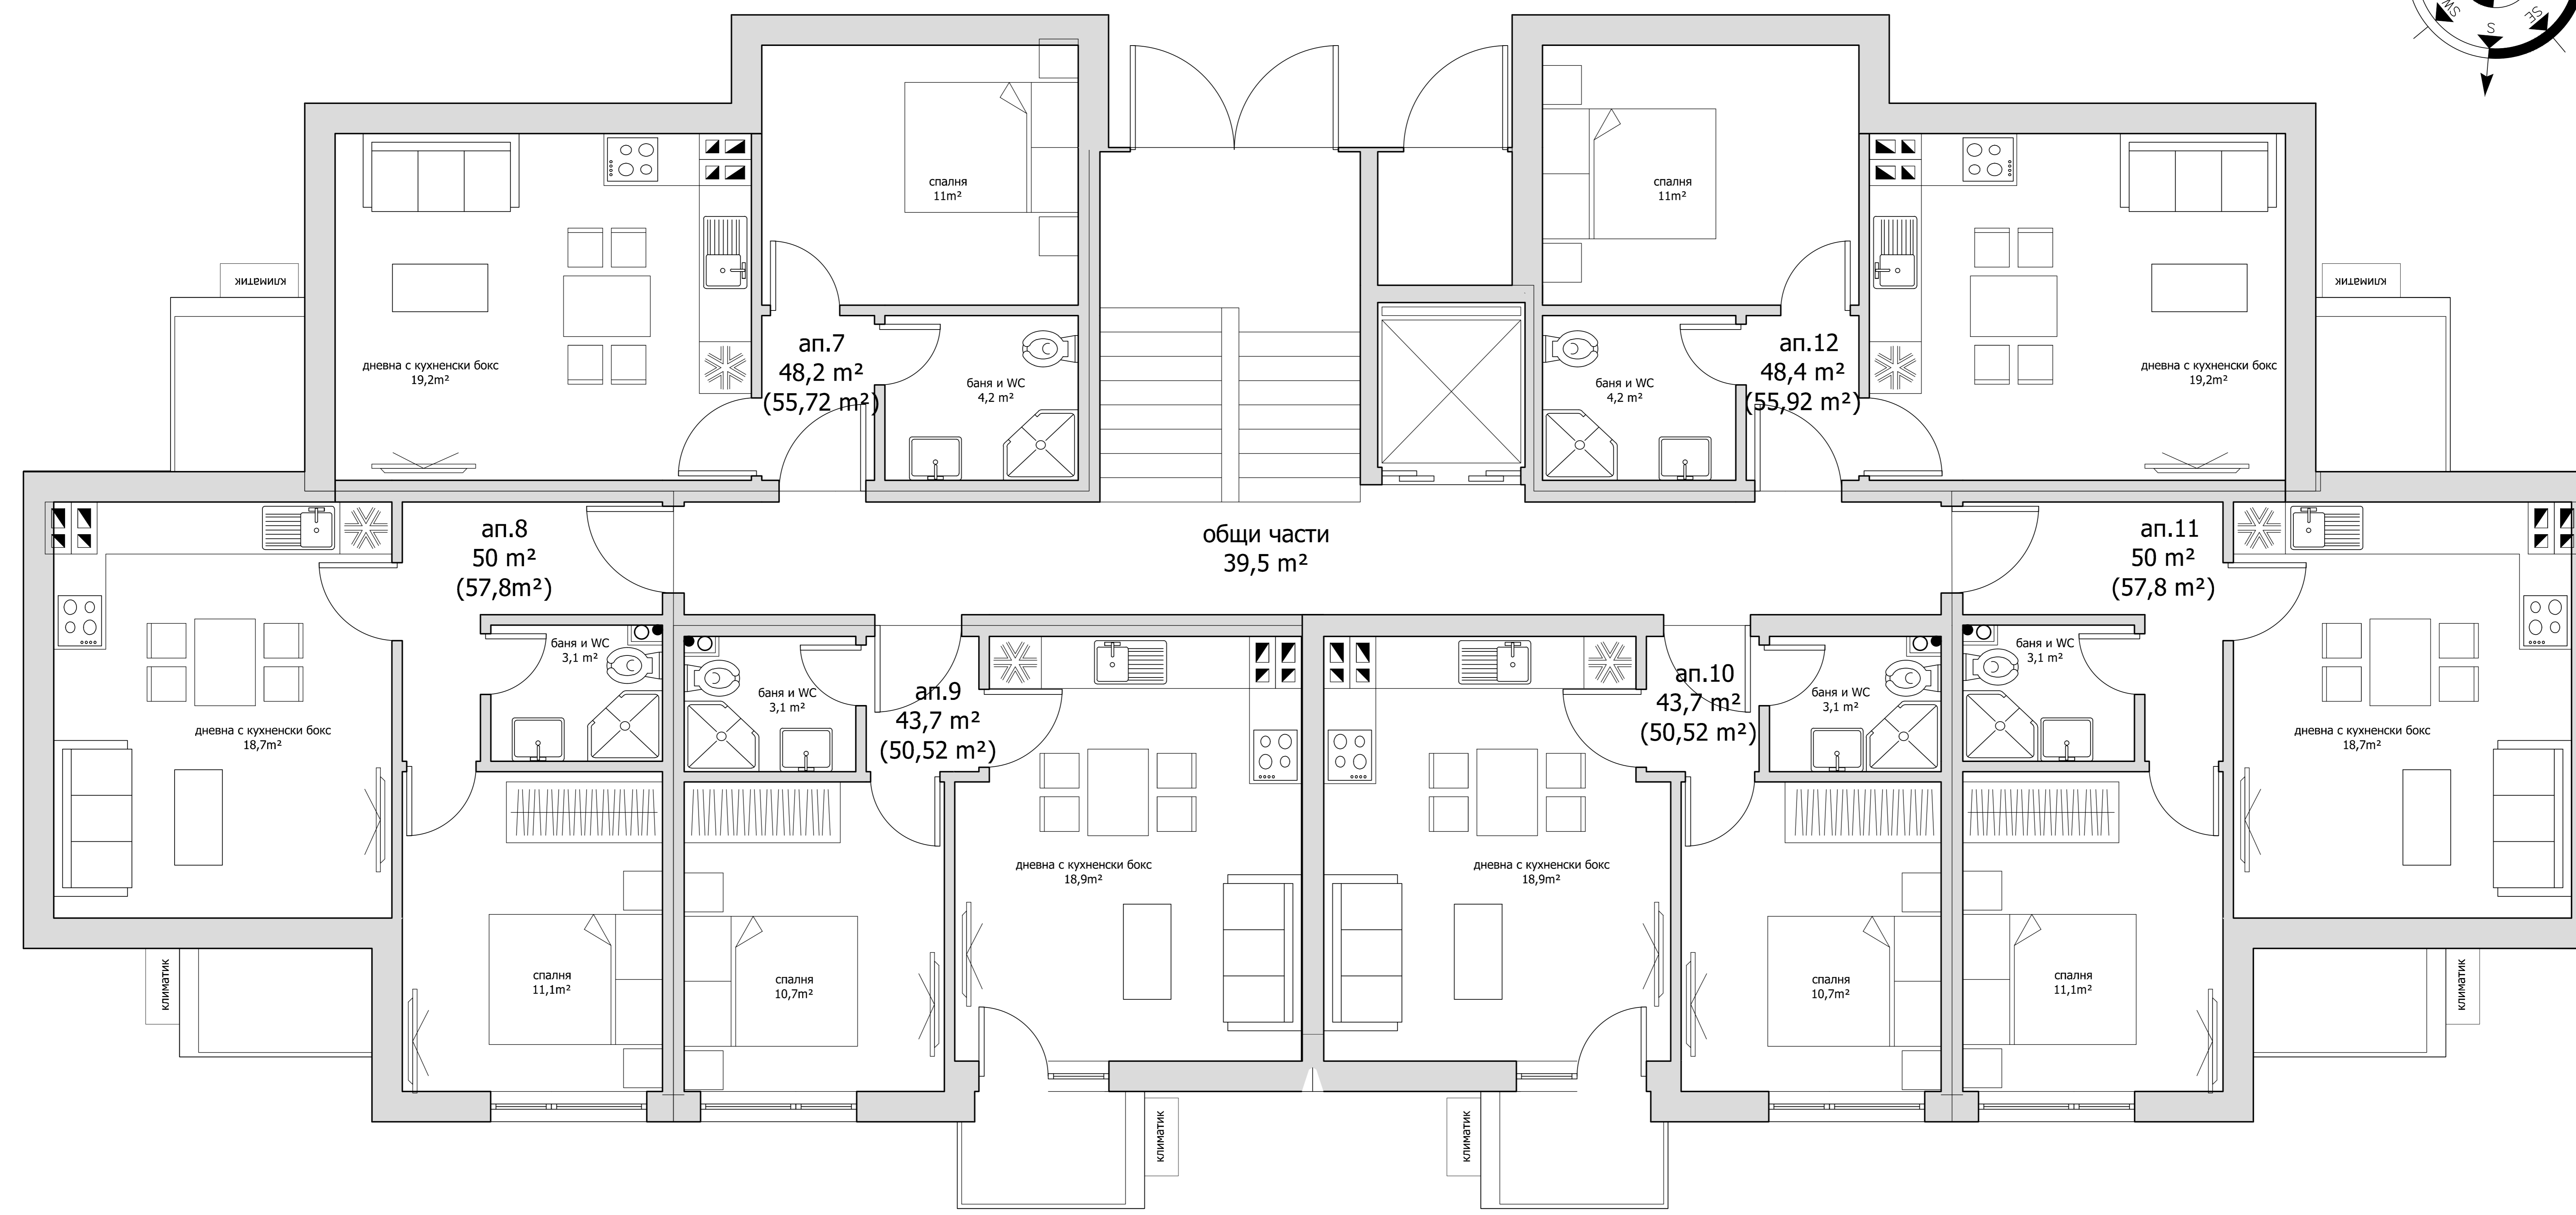 SW
S
SE
спалня
11m²
спалня
11m²
климатик
климатик
дневна с кухненски бокс
19,2m²
ап.7
48,2 m²
(55,72 m²)
баня и WC
4,2 m²
баня и WC
4,2 m²
ап.12
48,4 m²
(55,92 m²)
дневна с кухненски бокс
19,2m²
ап.8
50 m²
(57,8m²)
общи части
39,5 m²
ап.11
50 m²
(57,8 m²)
баня и WC
3,1 m²
баня и WC
3,1 m²
ап.9
43,7 m²
(50,52 m²)
ап.10
43,7 m²
(50,52 m²)
баня и WC
3,1 m²
баня и WC
3,1 m²
дневна с кухненски бокс
18,7m²
дневна с кухненски бокс
18,7m²
дневна с кухненски бокс
18,9m²
дневна с кухненски бокс
18,9m²
спалня
11,1m²
спалня
10,7m²
спалня
10,7m²
спалня
11,1m²
климатик
климатик
климатик
климатик